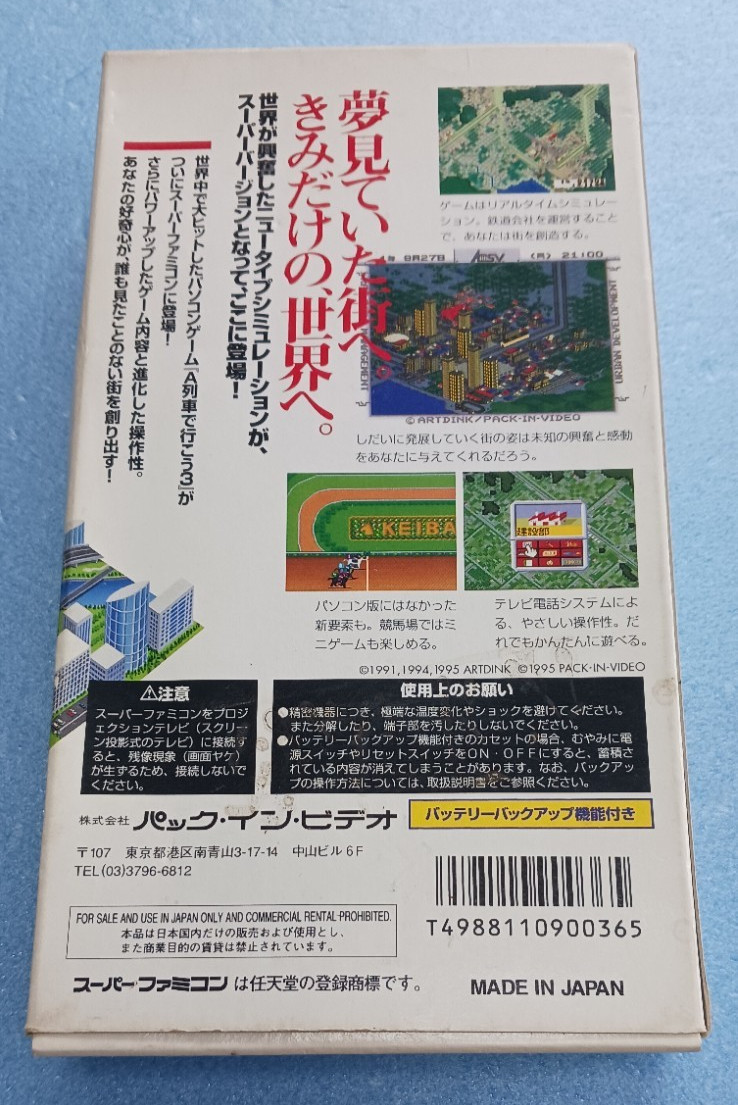 夢見ていた街へ。
きみだけの、世界へ。
世界が興奮したニュータイプシミュレーションが、
スーパーバージョンとなって、ここに登場！
世界中で大ヒットしたパソコンゲーム『A列車で行こう3』が
ついにスーパーファミコンに登場！
さらにパワーアップしたゲーム内容と進化した操作性。
あなたの好奇心が、誰も見たことのない街を創り出す！
ゲームはリアルタイムシミュレー
ション。鉄道会社を運営すること
で、あなたは街を創造する。
9月27日
(月) 21:00
URBAN DEVELOPMENT
MANAGEMENT
©ARTDINK/PACK-IN-VIDEO
しだいに発展していく街の姿は未知の興奮と感動
をあなたに与えてくれるだろう。
KEIBA
建設部
パソコン版にはなかった
新要素も。競馬場ではミ
ニゲームも楽しめる。
テレビ電話システムによ
る、やさしい操作性。だ
れでもかんたんに遊べる。
©1991,1994,1995 ARTDINK ©1995 PACK-IN-VIDEO
⚠注意
スーパーファミコンをプロジ
ェクションテレビ（スクリー
ン投影式のテレビ）に接続す
ると、残像現象（画面ヤケ）
が生ずるため、接続しないで
ください。
使用上のお願い
●精密機器につき、極端な温度変化やショックを避けてください。
また分解したり、端子部を汚したりしないでください。
●バッテリーバックアップ機能付きのカセットの場合、むやみに電
源スイッチやリセットスイッチをON・OFFにすると、蓄積さ
れている内容が消えてしまうことがあります。なお、バックアッ
プの操作方法については、取扱説明書をご参照ください。
株式会社 パック・イン・ビデオ
バッテリーバックアップ機能付き
〒107 東京都港区南青山3-17-14 中山ビル6F
TEL(03)3796-6812
T4988110900365
FOR SALE AND USE IN JAPAN ONLY AND COMMERCIAL RENTAL PROHIBITED.
本品は日本国内だけの販売および使用とし、
また商業目的の賃貸は禁止されています。
スーパーファミコンは任天堂の登録商標です。
MADE IN JAPAN